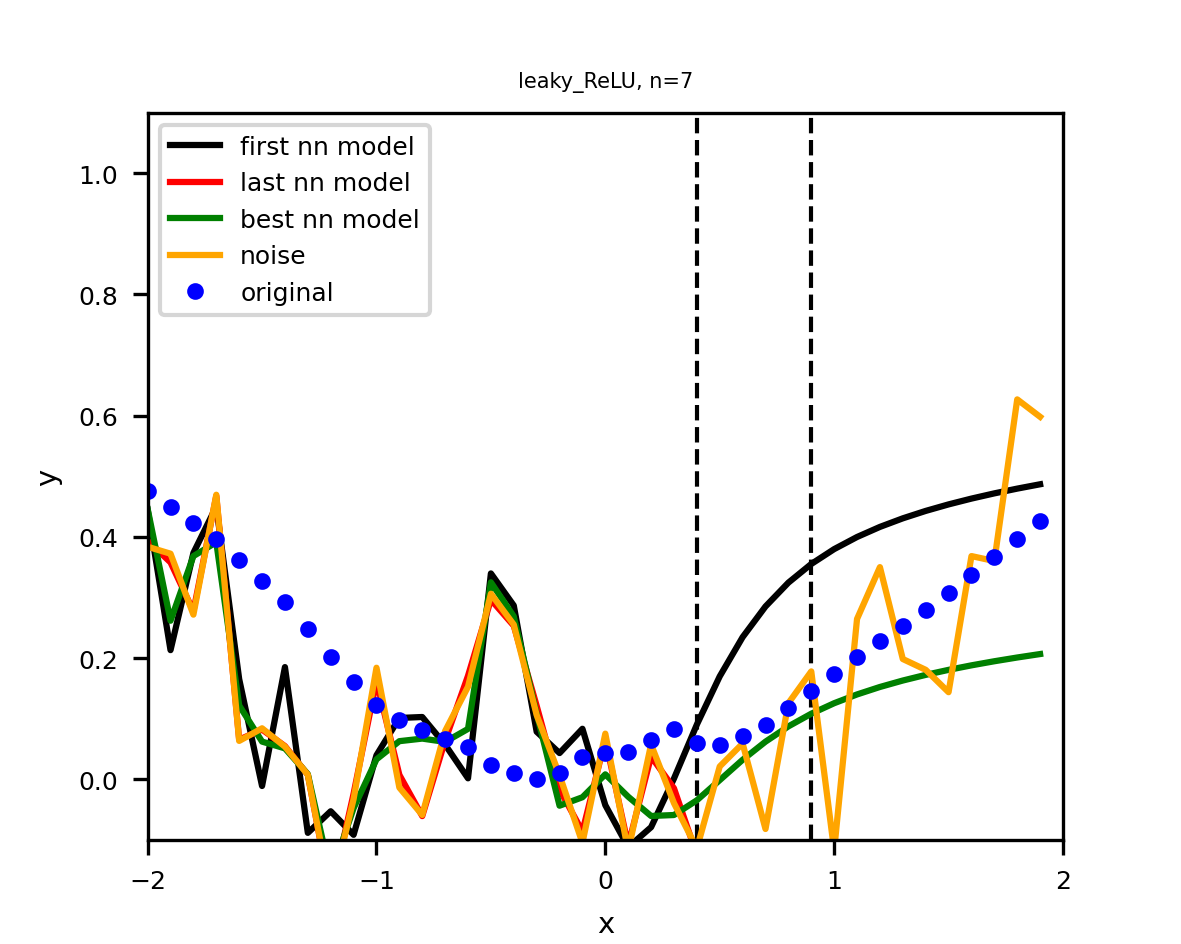 leaky_ReLU, n=7
first nn model
last nn model
best nn model
noise
original
1.0
0.8
0.6
0.4
0.2
0.0
y
−2
−1
0
1
2
x